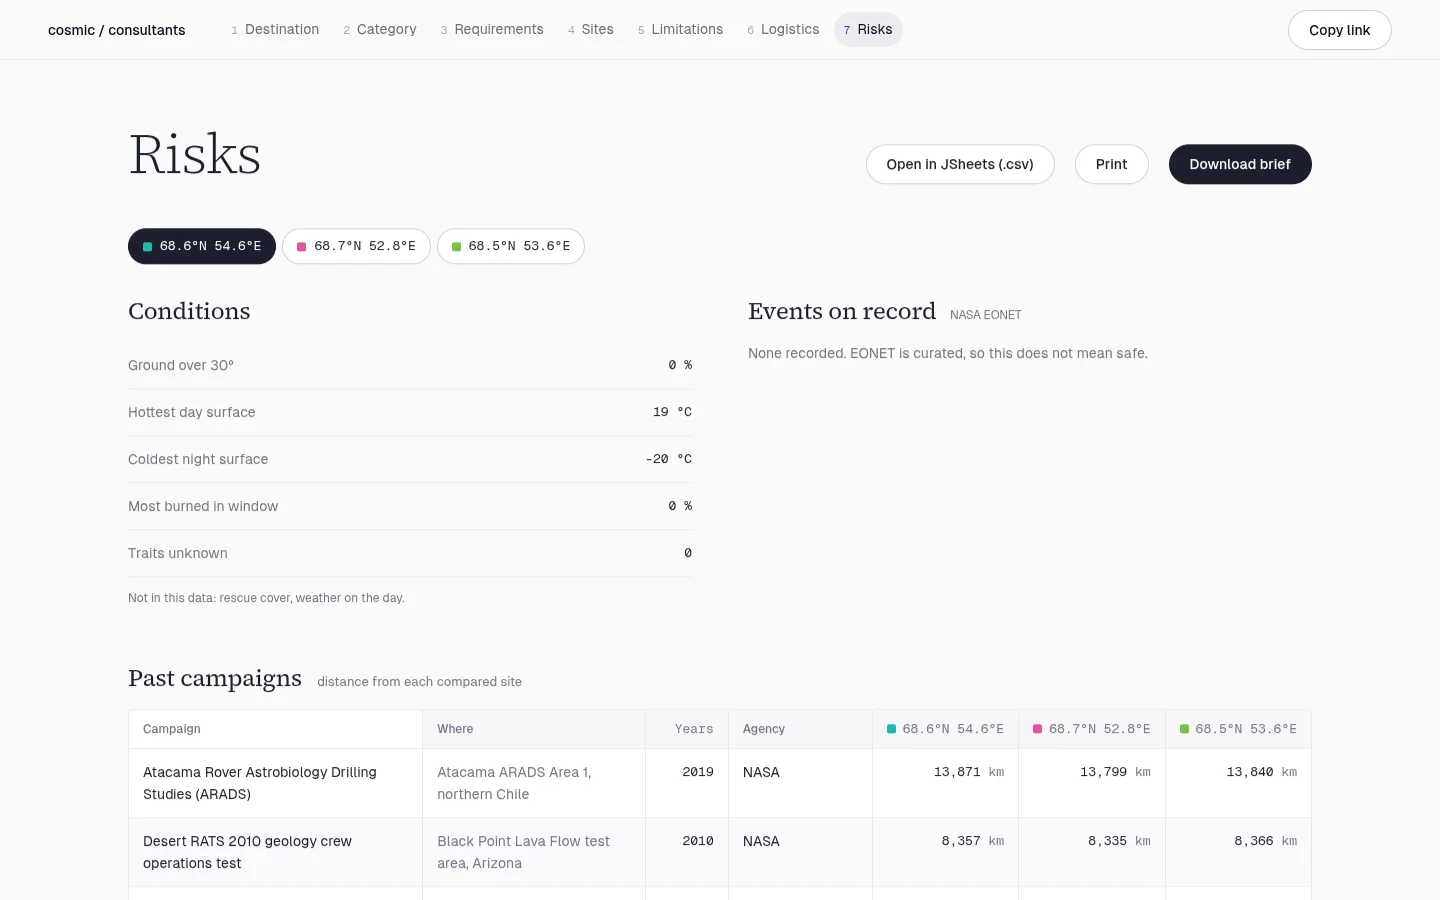 cosmic / consultants
1 Destination
2 Category
3 Requirements
4 Sites
5 Limitations
6 Logistics
7 Risks
Copy link
Risks
Open in JSheets (.csv)
Print
Download brief
68.6°N 54.6°E
68.7°N 52.8°E
68.5°N 53.6°E
Conditions
Ground over 30° 0 %
Hottest day surface 19 °C
Coldest night surface -20 °C
Most burned in window 0 %
Traits unknown 0
Not in this data: rescue cover, weather on the day.
Events on record NASA EONET
None recorded. EONET is curated, so this does not mean safe.
Past campaigns distance from each compared site
Campaign Where Years Agency 68.6°N 54.6°E 68.7°N 52.8°E 68.5°N 53.6°E
Atacama Rover Astrobiology Drilling Atacama ARADS Area 1, 2019 NASA 13,871 km 13,799 km 13,840 km
Studies (ARADS) northern Chile
Desert RATS 2010 geology crew Black Point Lava Flow test 2010 NASA 8,357 km 8,335 km 8,366 km
operations test area, Arizona